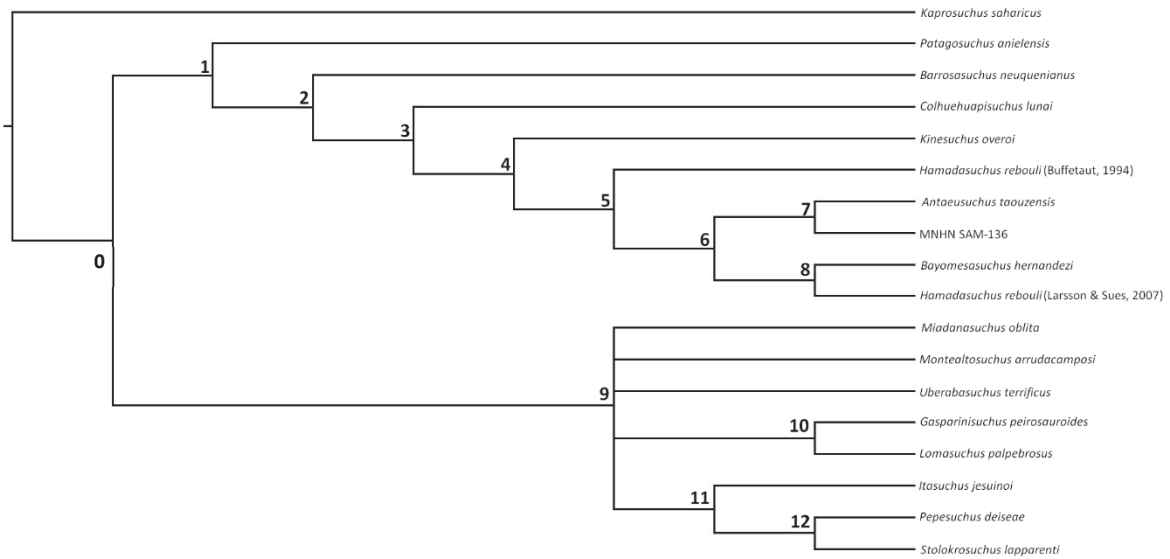 Kaprosuchus saharicus
Patagosuchus anielensis
1
Barrosasuchus neuquenianus
2
Colhuehuapisuchus lunai
3
Kinesuchus overoi
4
Hamadasuchus rebouli (Buffetaut, 1994)
5
Antaeusuchus taouzensis
7
MNHN SAM-136
6
Bayomesasuchus hernandezi
8
0
Hamadasuchus rebouli (Larsson & Sues, 2007)
Miadanasuchus oblita
Montealtosuchus arrudacamposi
9
Uberabasuchus terrificus
Gasparinisuchus peirosauroides
10
Lomasuchus palpebrosus
Itasuchus jesuinoi
11
Pepesuchus deiseae
12
Stolokrosuchus lapparenti